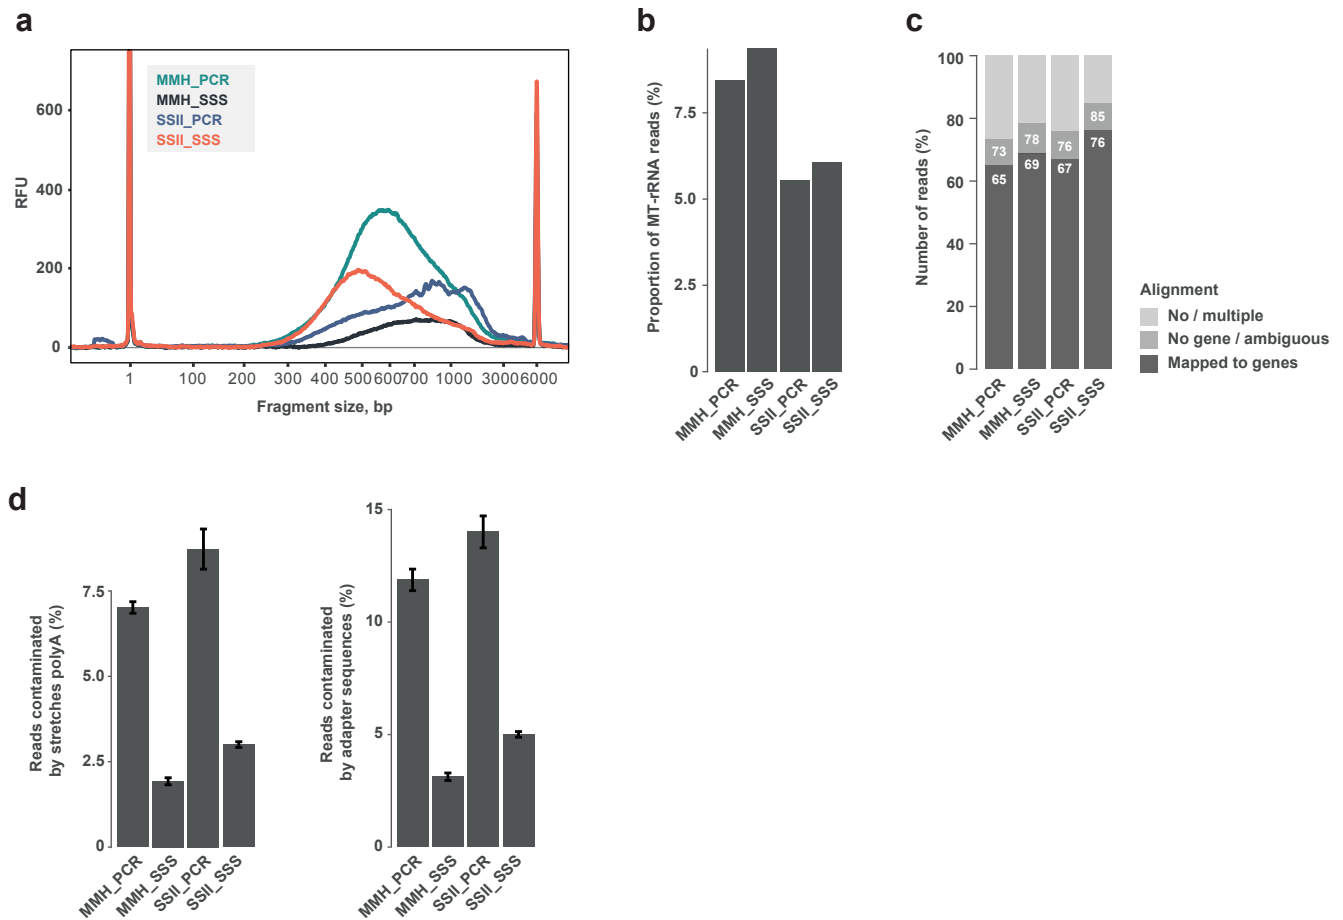 a
MMH_PCR
MMH_SSS
SSII_PCR
SSII_SSS
600
400
200
0
RFU
1 100 200 300 400 500 600 700 1000 3000 6000
Fragment size, bp
b
7.5
5.0
2.5
0
Proportion of MT-rRNA reads (%)
MMH_PCR
MMH_SSS
SSII_PCR
SSII_SSS
c
100
80
60
40
20
0
Number of reads (%)
73 78 76 85
65 69 67 76
MMH_PCR
MMH_SSS
SSII_PCR
SSII_SSS
Alignment
No / multiple
No gene / ambiguous
Mapped to genes
d
7.5
5.0
2.5
0
Reads contaminated
by stretches polyA (%)
MMH_PCR
MMH_SSS
SSII_PCR
SSII_SSS
15
10
5
0
Reads contaminated
by adapter sequences (%)
MMH_PCR
MMH_SSS
SSII_PCR
SSII_SSS